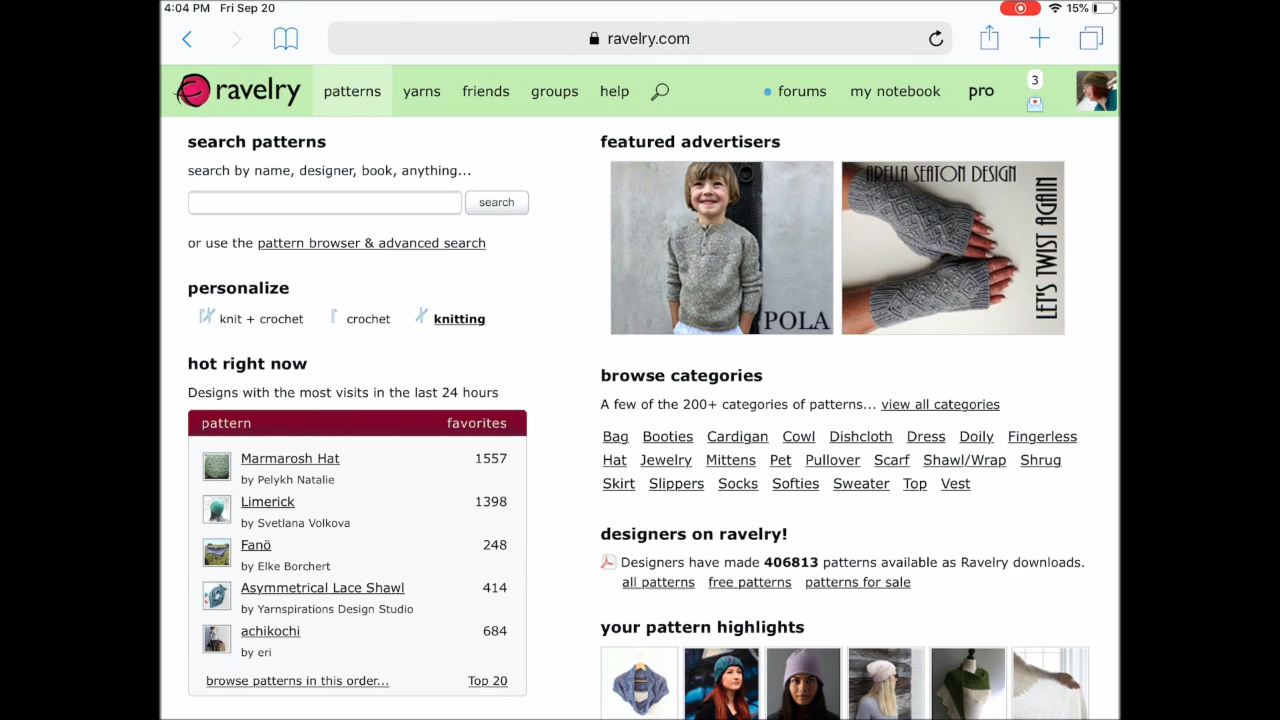 4:04 PM Fri Sep 20
15%
ravelry.com
ravelry
patterns
yarns
friends
groups
help
forums
my notebook
pro
3
search patterns
search by name, designer, book, anything...
search
or use the pattern browser & advanced search
personalize
knit + crochet
crochet
knitting
hot right now
Designs with the most visits in the last 24 hours
pattern favorites
Marmarosh Hat 1557
by Pelykh Natalie
Limerick 1398
by Svetlana Volkova
Fanö 248
by Elke Borchert
Asymmetrical Lace Shawl 414
by Yarnspirations Design Studio
achikochi 684
by eri
browse patterns in this order... Top 20
featured advertisers
POLA
ARELLA SEATON DESIGN
LET'S TWIST AGAIN
browse categories
A few of the 200+ categories of patterns... view all categories
Bag Booties Cardigan Cowl Dishcloth Dress Doily Fingerless
Hat Jewelry Mittens Pet Pullover Scarf Shawl/Wrap Shrug
Skirt Slippers Socks Softies Sweater Top Vest
designers on ravelry!
Designers have made 406813 patterns available as Ravelry downloads.
all patterns free patterns patterns for sale
your pattern highlights